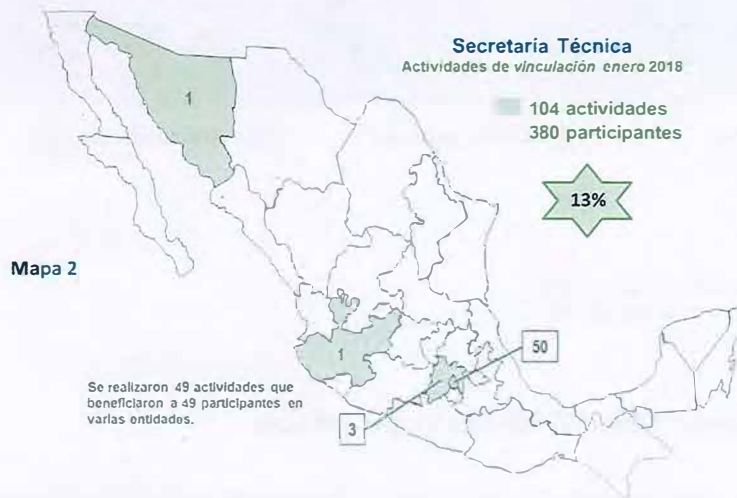 Secretaría Técnica
Actividades de vinculación enero 2018
104 actividades
380 participantes
13%
1
Mapa 2
1
50
3
Se realizaron 49 actividades que
beneficiaron a 49 participantes en
varias entidades.